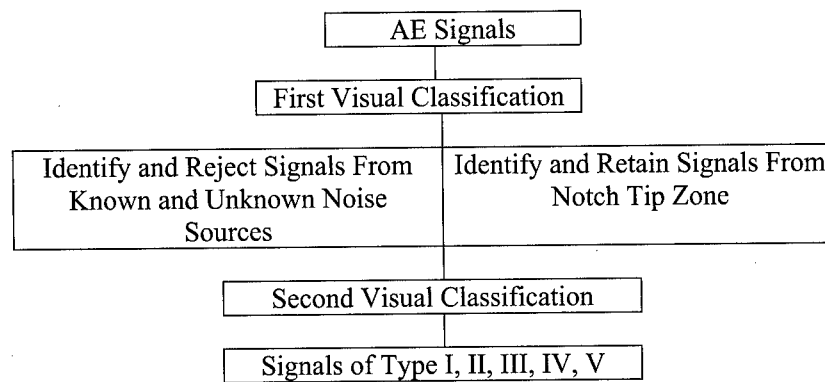 AE Signals
First Visual Classification
Identify and Reject Signals From
Known and Unknown Noise
Sources
Identify and Retain Signals From
Notch Tip Zone
Second Visual Classification
Signals of Type I, II, III, IV, V